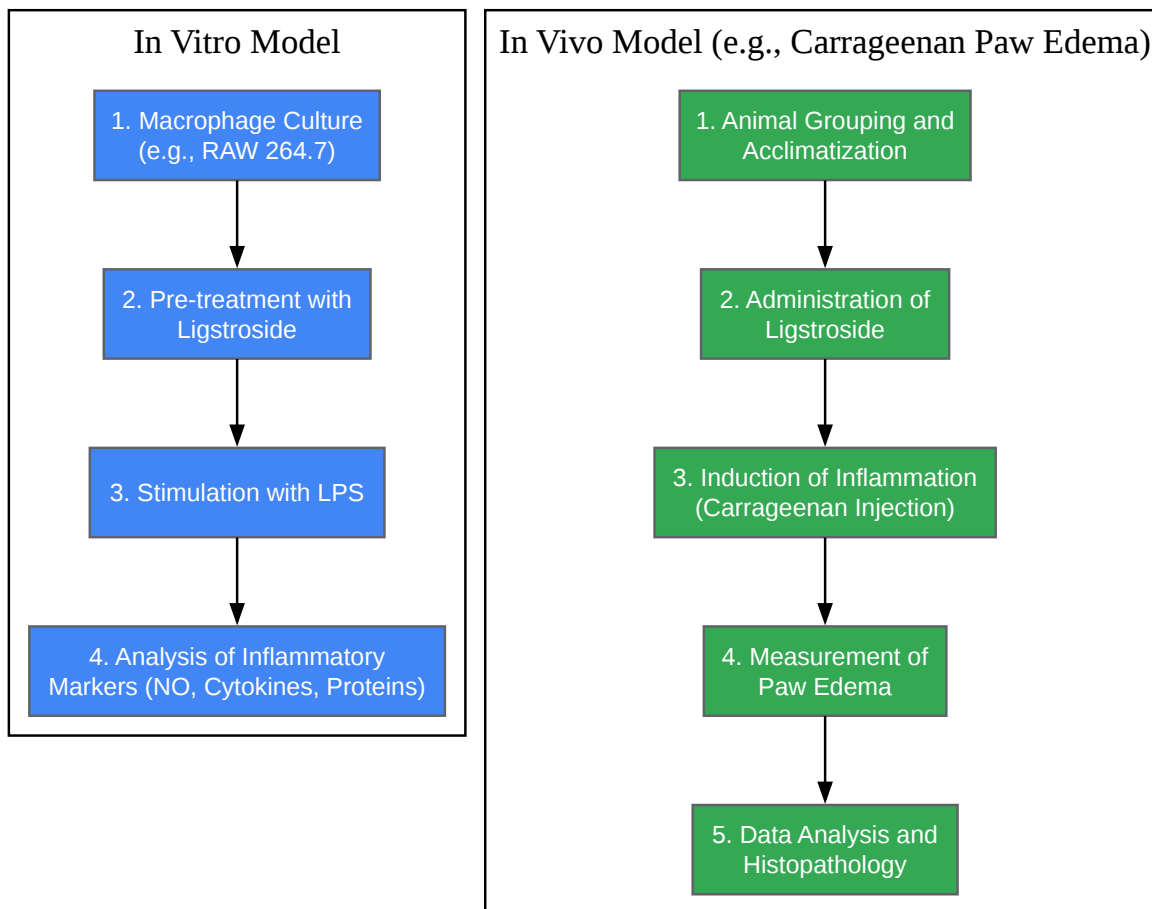 In Vitro Model
1. Macrophage Culture
(e.g., RAW 264.7)
2. Pre-treatment with
Ligstroside
3. Stimulation with LPS
4. Analysis of Inflammatory
Markers (NO, Cytokines, Proteins)
In Vivo Model (e.g., Carrageenan Paw Edema)
1. Animal Grouping and
Acclimatization
2. Administration of
Ligstroside
3. Induction of Inflammation
(Carrageenan Injection)
4. Measurement of
Paw Edema
5. Data Analysis and
Histopathology